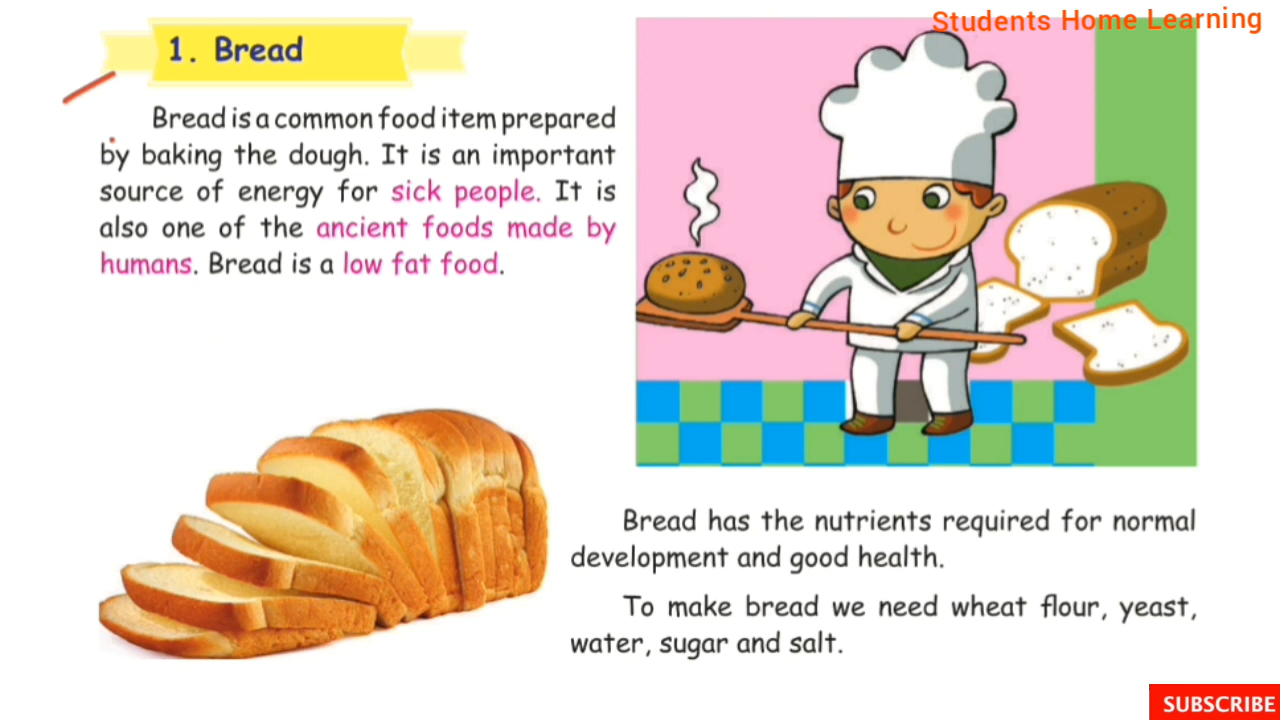 Students Home Learning
1. Bread
Bread is a common food item prepared
by baking the dough. It is an important
source of energy for sick people. It is
also one of the ancient foods made by
humans. Bread is a low fat food.
Bread has the nutrients required for normal
development and good health.
To make bread we need wheat flour, yeast,
water, sugar and salt.
SUBSCRIBE